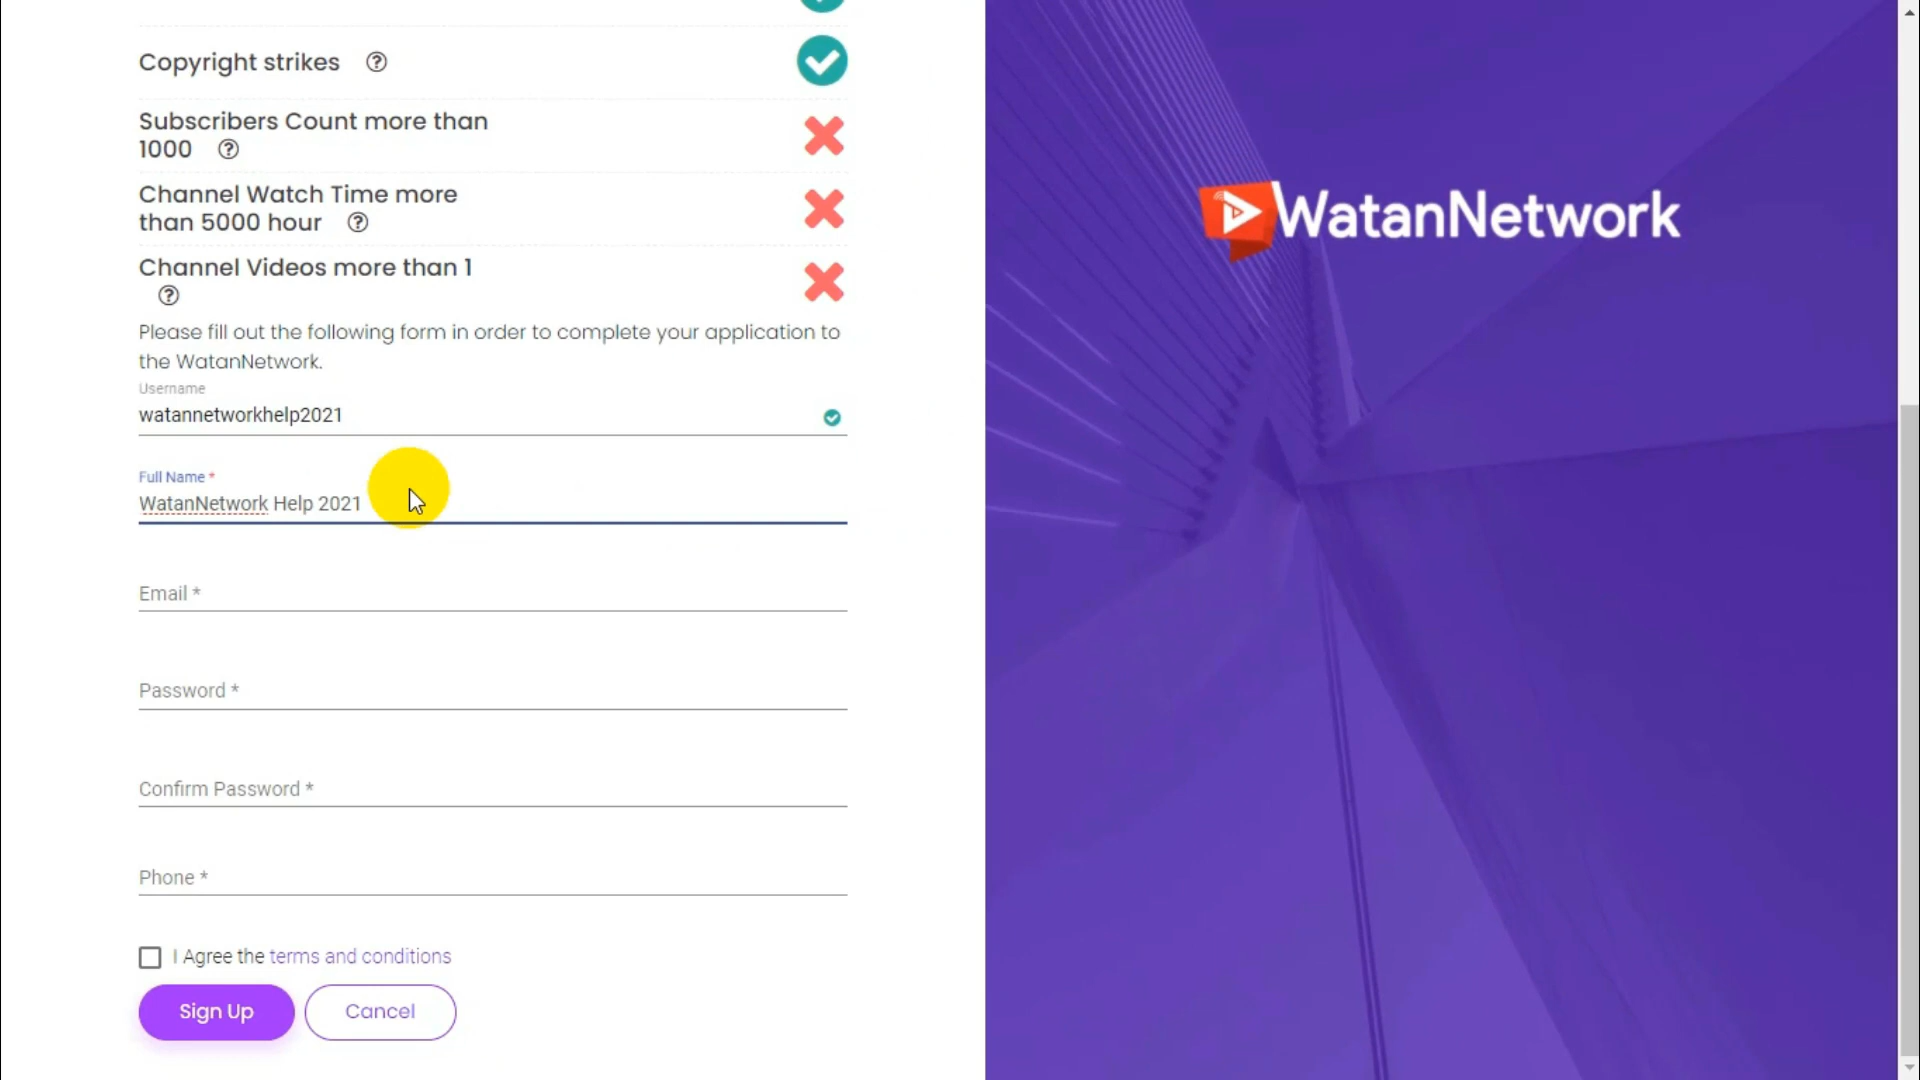 Copyright strikes
Subscribers Count more than
1000
Channel Watch Time more
than 5000 hour
Channel Videos more than 1
Please fill out the following form in order to complete your application to
the WatanNetwork.
Username
watannetworkhelp2021
Full Name *
WatanNetwork Help 2021
Email *
Password *
Confirm Password *
Phone *
I Agree the terms and conditions
Sign Up
Cancel
WatanNetwork